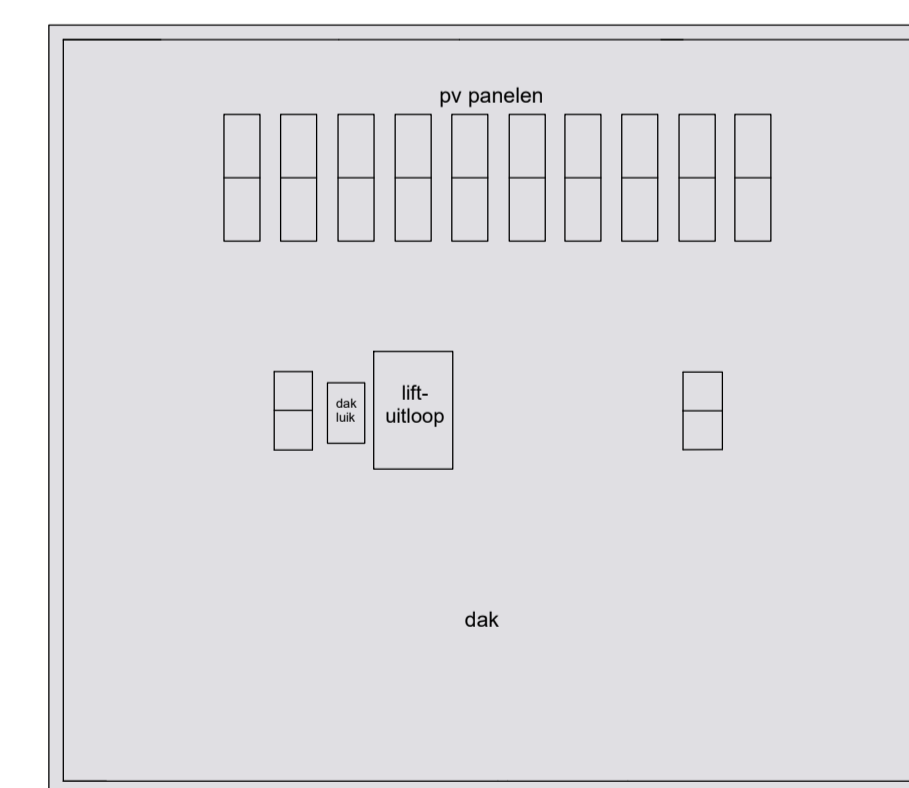 pv panelen
dak
luik
lift-
uitloop
dak